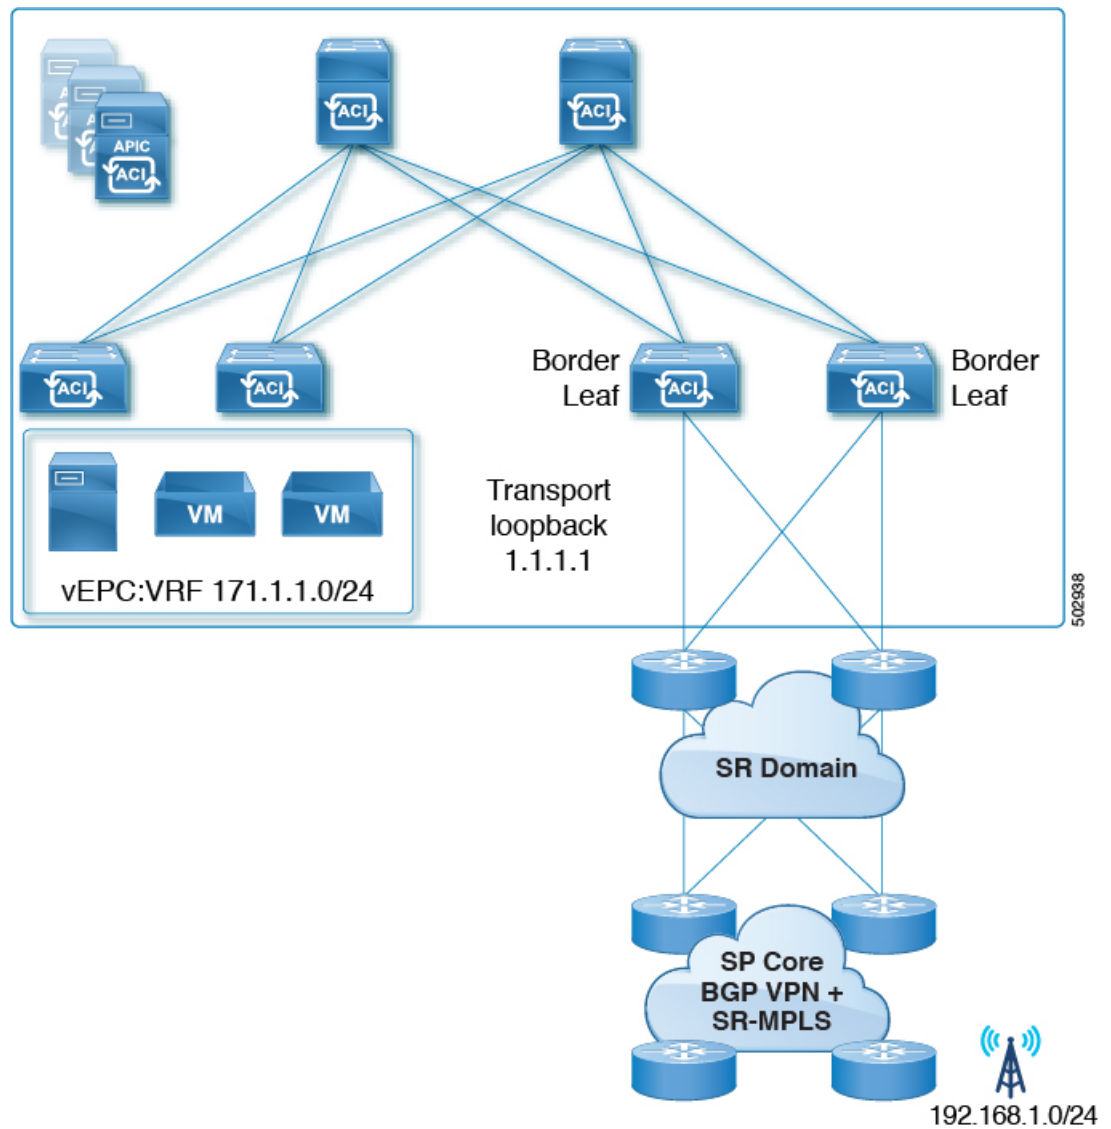 ACI
ACI
A
A
APIC
ACI
ACI
ACI
Border
Leaf
ACI
ACI
Border
Leaf
VM
VM
vEPC:VRF 171.1.1.0/24
Transport
loopback
1.1.1.1
502938
SR Domain
SP Core
BGP VPN +
SR-MPLS
192.168.1.0/24